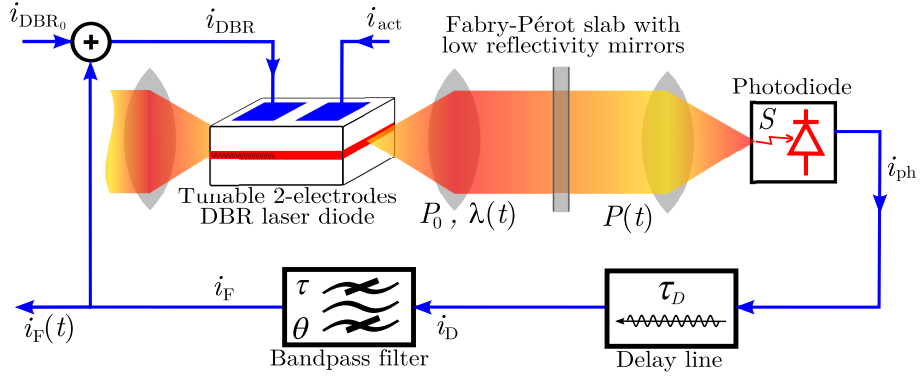 i_DBR₀
i_DBR
i_act
Fabry-Pérot slab with
low reflectivity mirrors
+
Photodiode
S
i_ph
Tunable 2-electrodes
DBR laser diode
P₀ , λ(t)
P(t)
τ
θ
i_F
i_F(t)
Bandpass filter
i_D
τ_D
Delay line